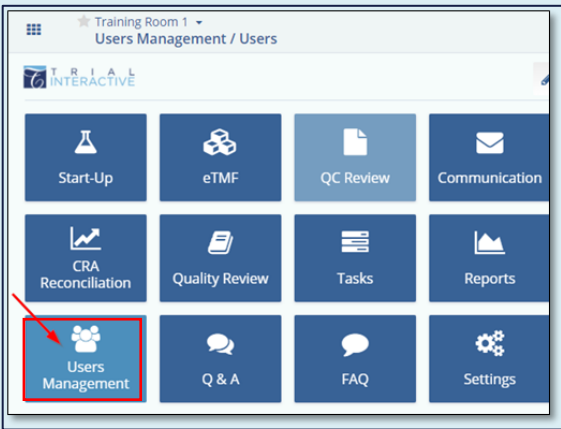 Training Room 1
Users Management / Users
TRIAL
INTERACTIVE
Start-Up
eTMF
QC Review
Communication
CRA
Reconciliation
Quality Review
Tasks
Reports
Users
Management
Q & A
FAQ
Settings